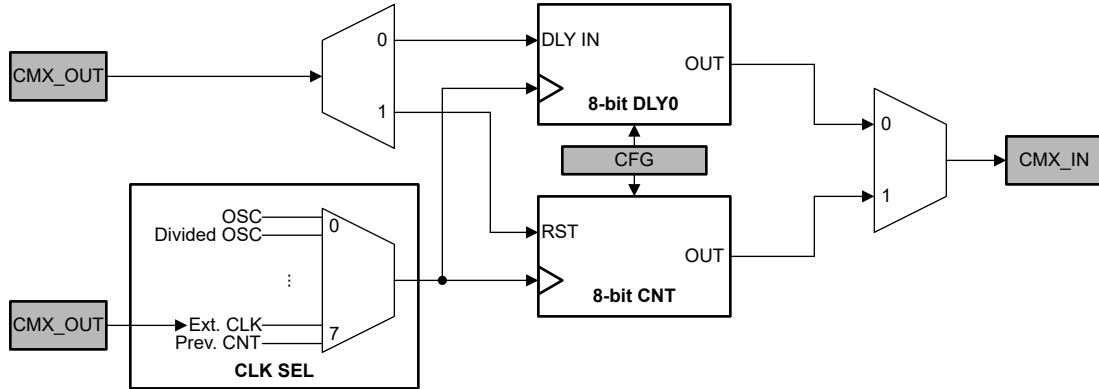 CMX_OUT
0
1
DLY IN
OUT
8-bit DLY0
CFG
RST
OUT
8-bit CNT
0
1
CMX_IN
OSC
Divided OSC
0
⋮
Ext. CLK
Prev. CNT
7
CLK SEL
CMX_OUT